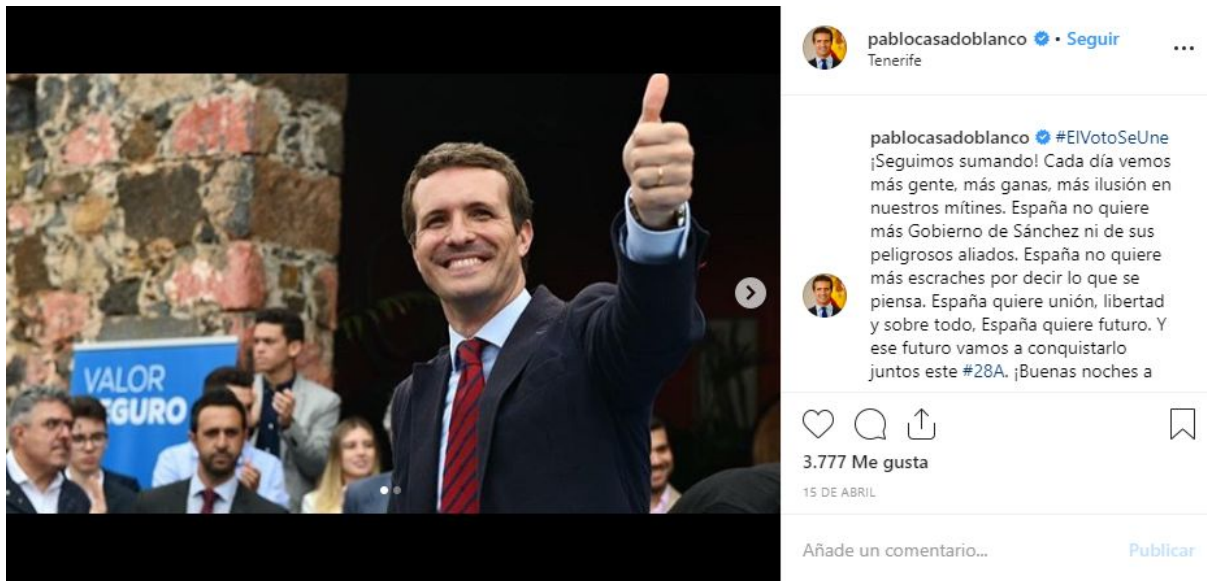 VALOR
SEGURO
pablocasadoblanco • Seguir
Tenerife
pablocasadoblanco #ElVotoSeUne
¡Seguimos sumando! Cada día vemos
más gente, más ganas, más ilusión en
nuestros mítines. España no quiere
más Gobierno de Sánchez ni de sus
peligrosos aliados. España no quiere
más escraches por decir lo que se
piensa. España quiere unión, libertad
y sobre todo, España quiere futuro. Y
ese futuro vamos a conquistarlo
juntos este #28A. ¡Buenas noches a
3.777 Me gusta
15 DE ABRIL
Añade un comentario...
Publicar